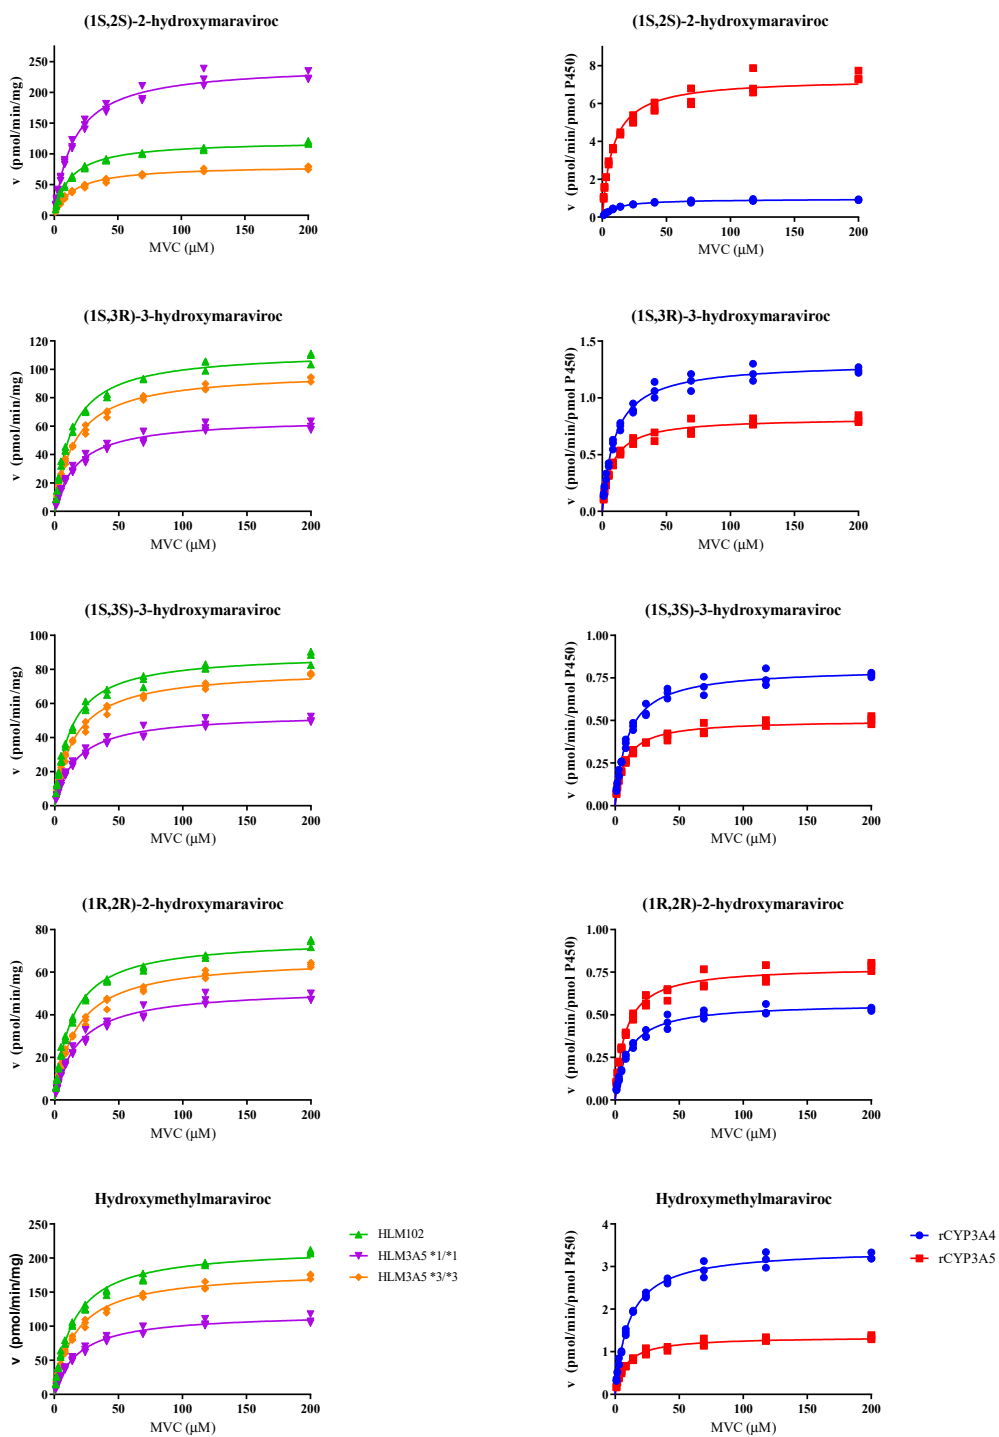 (1S,2S)-2-hydroxymaraviroc
v (pmol/min/mg)
250
200
150
100
50
0
0 50 100 150 200
MVC (μM)
(1S,2S)-2-hydroxymaraviroc
v (pmol/min/pmol P450)
8
6
4
2
0
0 50 100 150 200
MVC (μM)
(1S,3R)-3-hydroxymaraviroc
v (pmol/min/mg)
120
100
80
60
40
20
0
0 50 100 150 200
MVC (μM)
(1S,3R)-3-hydroxymaraviroc
v (pmol/min/pmol P450)
1.5
1.0
0.5
0.0
0 50 100 150 200
MVC (μM)
(1S,3S)-3-hydroxymaraviroc
v (pmol/min/mg)
100
80
60
40
20
0
0 50 100 150 200
MVC (μM)
(1S,3S)-3-hydroxymaraviroc
v (pmol/min/pmol P450)
1.00
0.75
0.50
0.25
0.00
0 50 100 150 200
MVC (μM)
(1R,2R)-2-hydroxymaraviroc
v (pmol/min/mg)
80
60
40
20
0
0 50 100 150 200
MVC (μM)
(1R,2R)-2-hydroxymaraviroc
v (pmol/min/pmol P450)
1.00
0.75
0.50
0.25
0.00
0 50 100 150 200
MVC (μM)
Hydroxymethylmaraviroc
v (pmol/min/mg)
250
200
150
100
50
0
0 50 100 150 200
MVC (μM)
HLM102
HLM3A5 *1/*1
HLM3A5 *3/*3
Hydroxymethylmaraviroc
v (pmol/min/pmol P450)
4
3
2
1
0
0 50 100 150 200
MVC (μM)
rCYP3A4
rCYP3A5